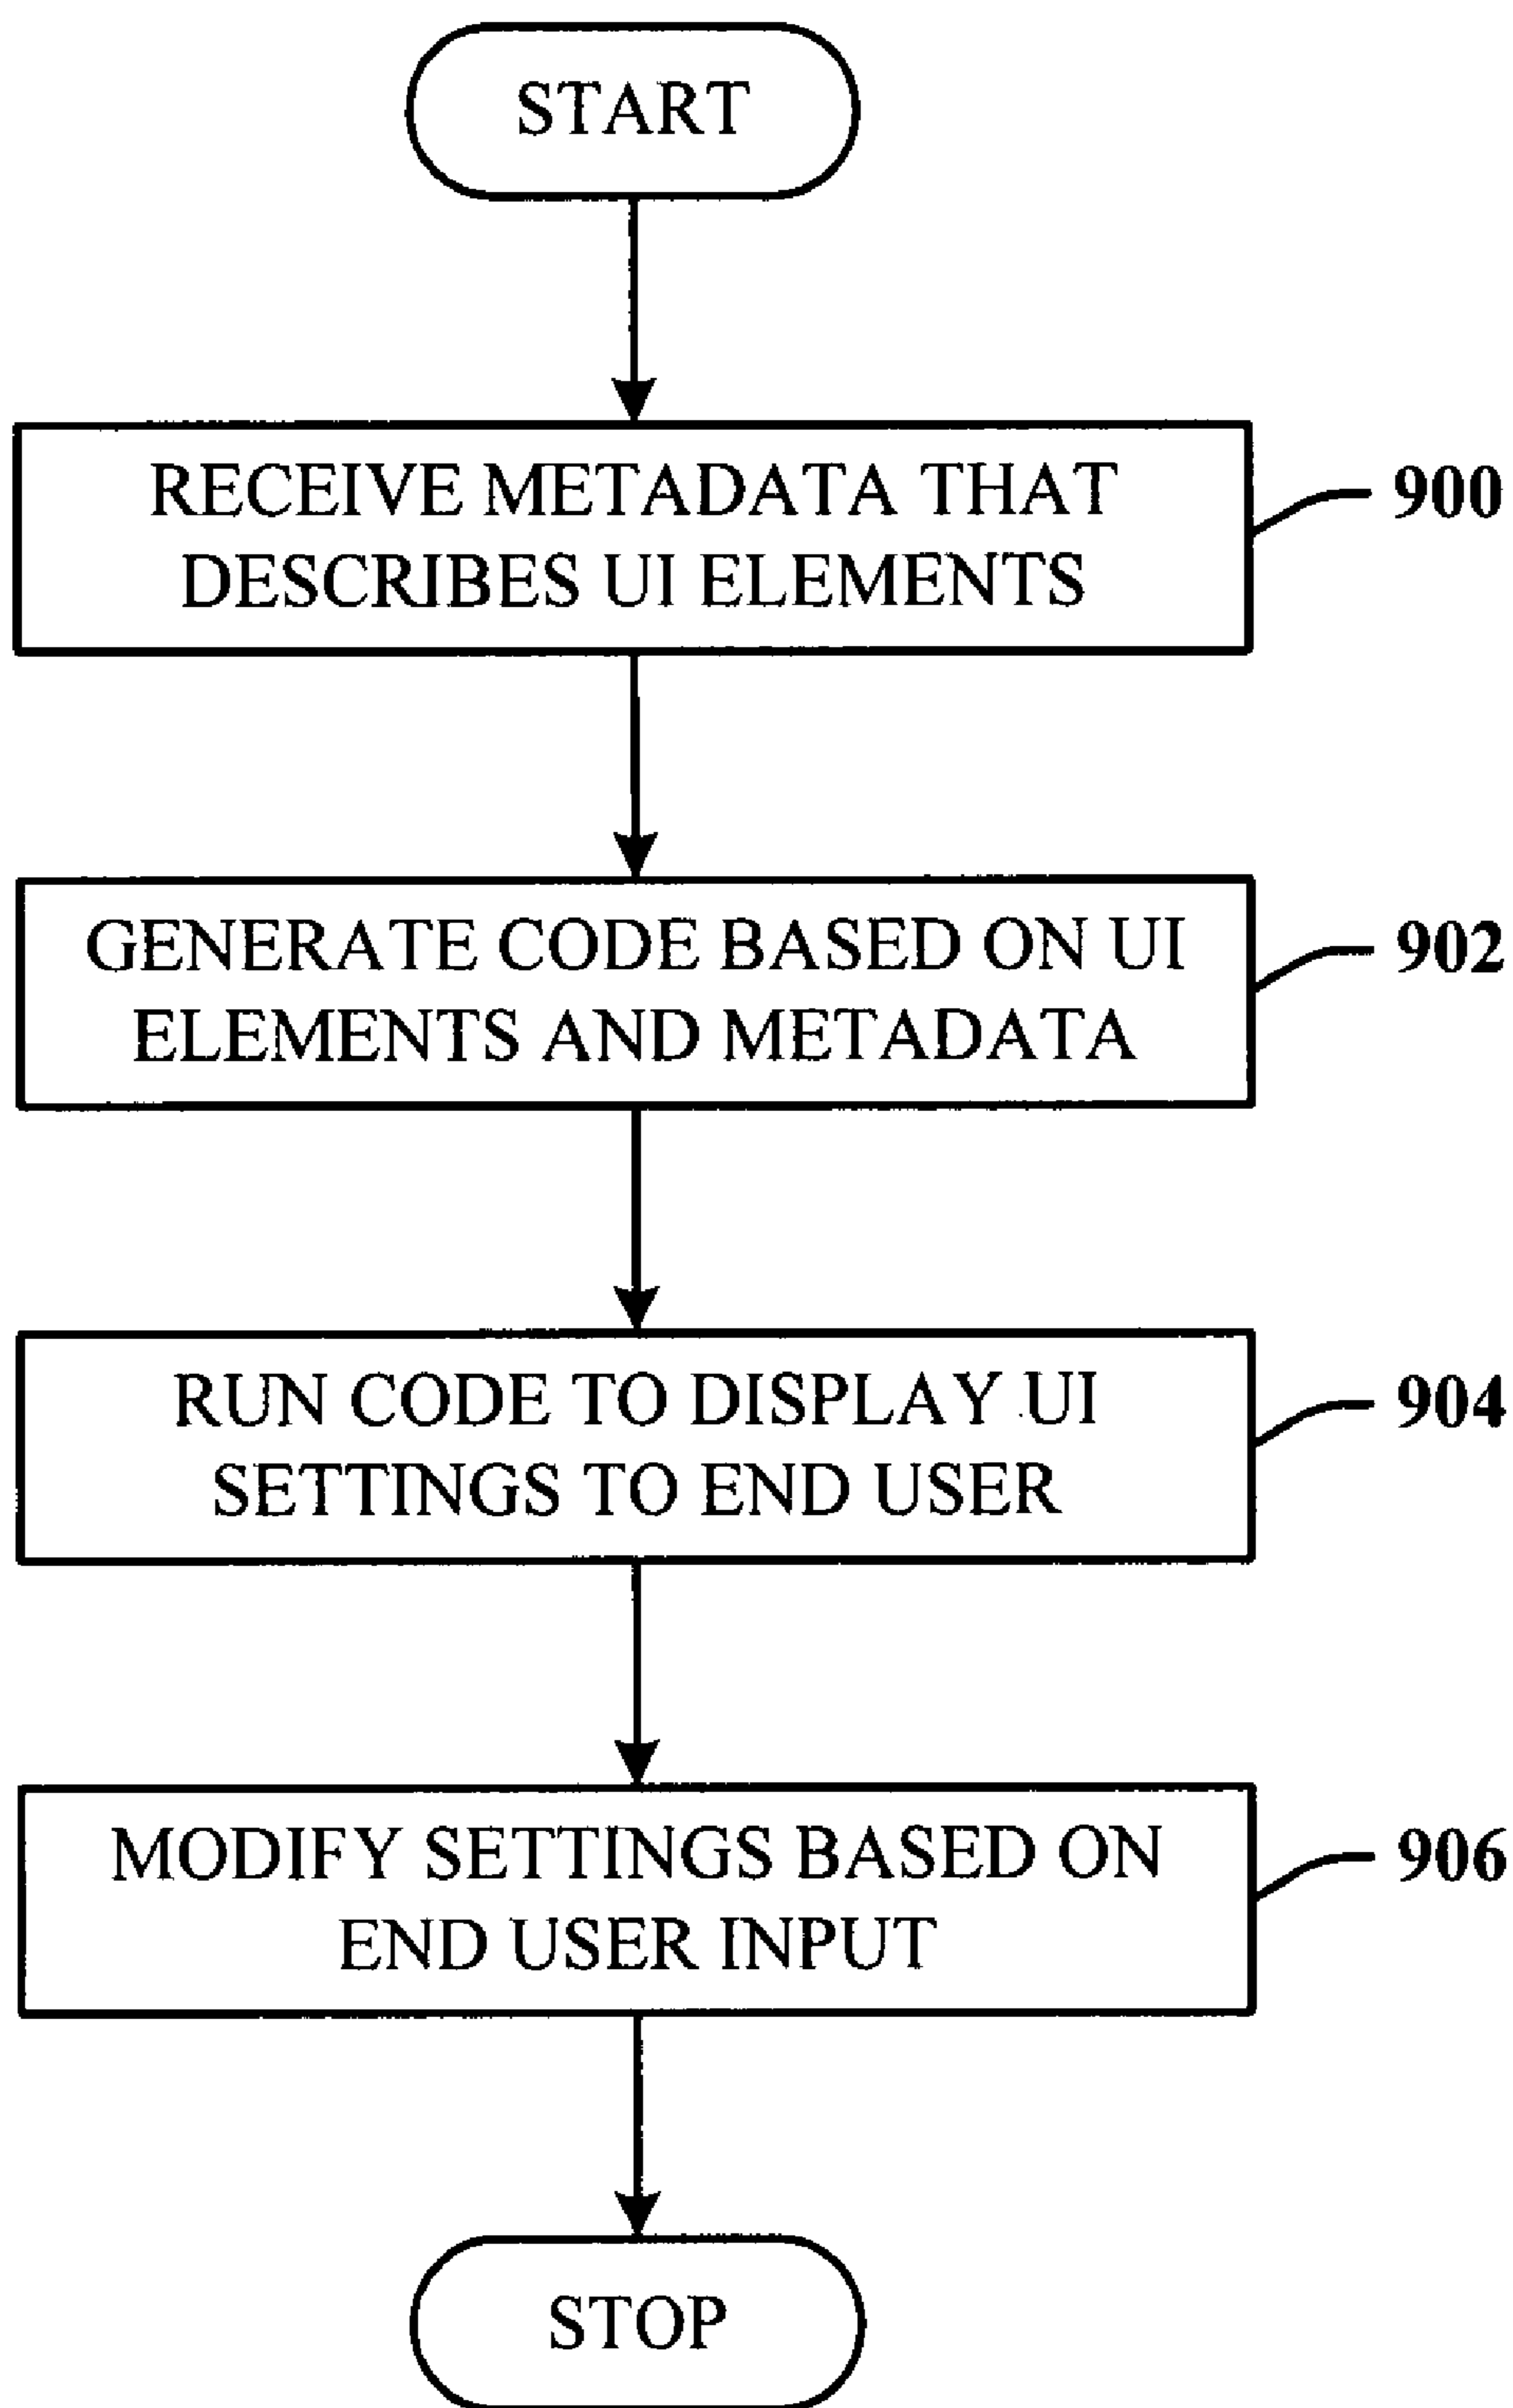 START
RECEIVE METADATA THAT
DESCRIBES UI ELEMENTS
900
GENERATE CODE BASED ON UI
ELEMENTS AND METADATA
902
RUN CODE TO DISPLAY UI
SETTINGS TO END USER
904
MODIFY SETTINGS BASED ON
END USER INPUT
906
STOP